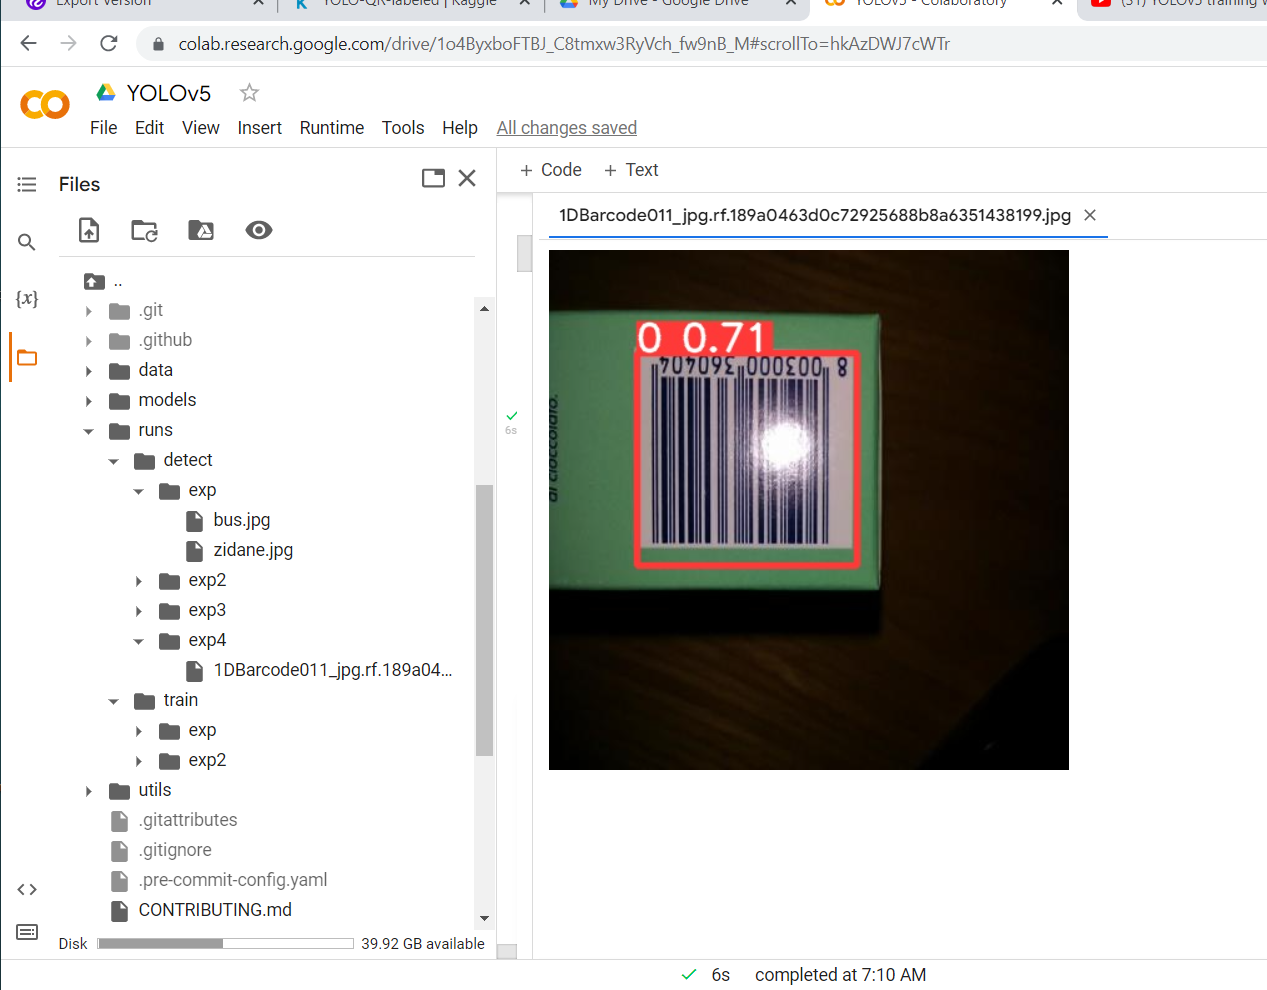 Export Version
YOLO-QR-labeled | Kaggle
My Drive - Google Drive
YOLOv5 - Colaboratory
(31) YOLOv5 training
colab.research.google.com/drive/1o4ByxboFTBJ_C8tmxw3RyVch_fw9nB_M#scrollTo=hkAzDWJ7cWTr
YOLOv5
File Edit View Insert Runtime Tools Help All changes saved
Files
+ Code + Text
1DBarcode011_jpg.rf.189a0463d0c72925688b8a6351438199.jpg
{x}
..
.git
.github
data
models
runs
detect
exp
bus.jpg
zidane.jpg
exp2
exp3
exp4
1DBarcode011_jpg.rf.189a04...
train
exp
exp2
utils
.gitattributes
.gitignore
.pre-commit-config.yaml
CONTRIBUTING.md
Disk 39.92 GB available
6s
0 0.71
8 003000 360404
al cioccolato.
6s completed at 7:10 AM